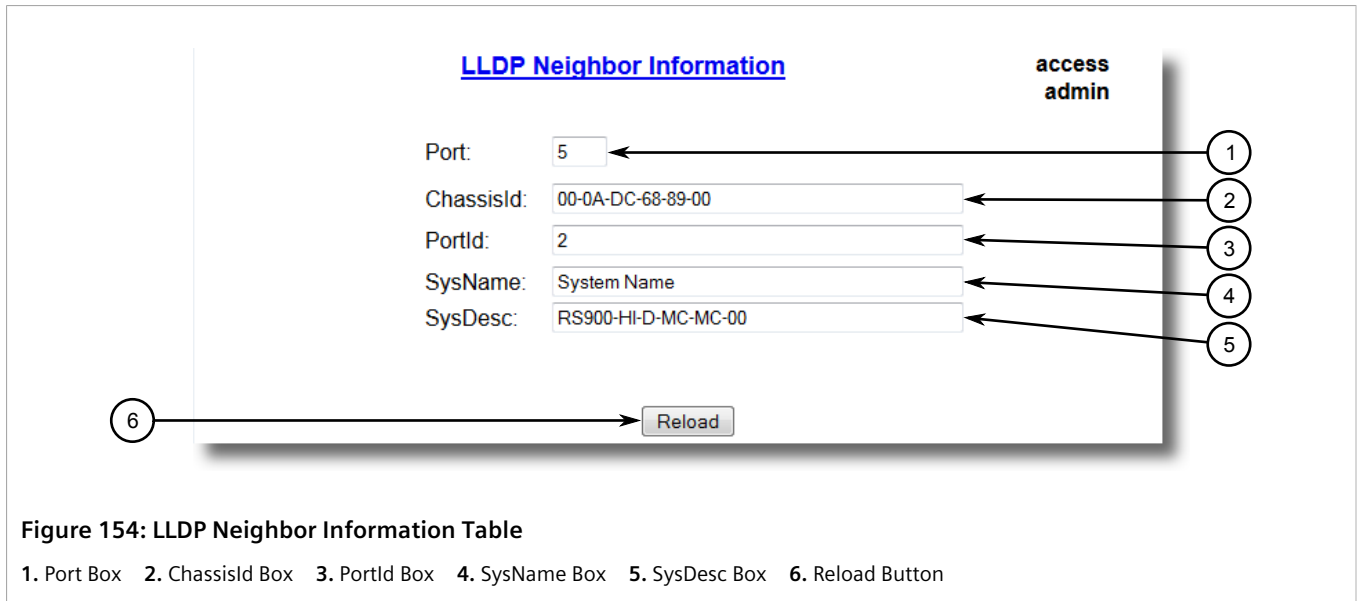 LLDP Neighbor Information
access
admin
Port: 5
1
ChassisId: 00-0A-DC-68-89-00
2
PortId: 2
3
SysName: System Name
4
SysDesc: RS900-HI-D-MC-MC-00
5
6
Reload
Figure 154: LLDP Neighbor Information Table
1. Port Box 2. ChassisId Box 3. PortId Box 4. SysName Box 5. SysDesc Box 6. Reload Button